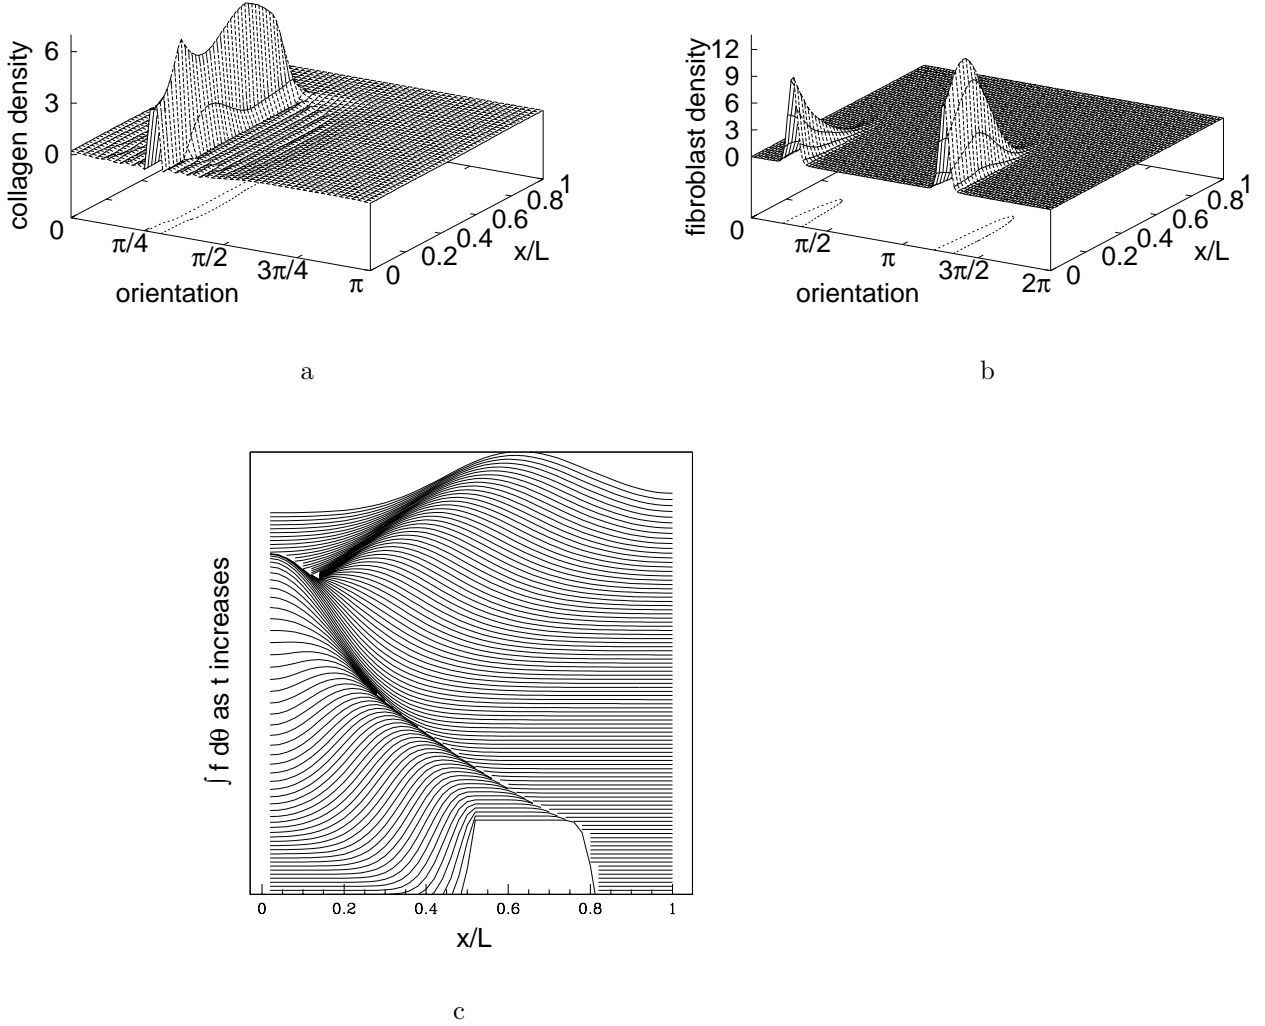 collagen density
6
3
0
0
π/4
π/2
3π/4
π
orientation
0
0.2
0.4
0.6
0.8
1
x/L
a
fibroblast density
12
9
6
3
0
0
π/2
π
3π/2
2π
orientation
0
0.2
0.4
0.6
0.8
1
x/L
b
∫ f dθ as t increases
0
0.2
0.4
0.6
0.8
1
x/L
c